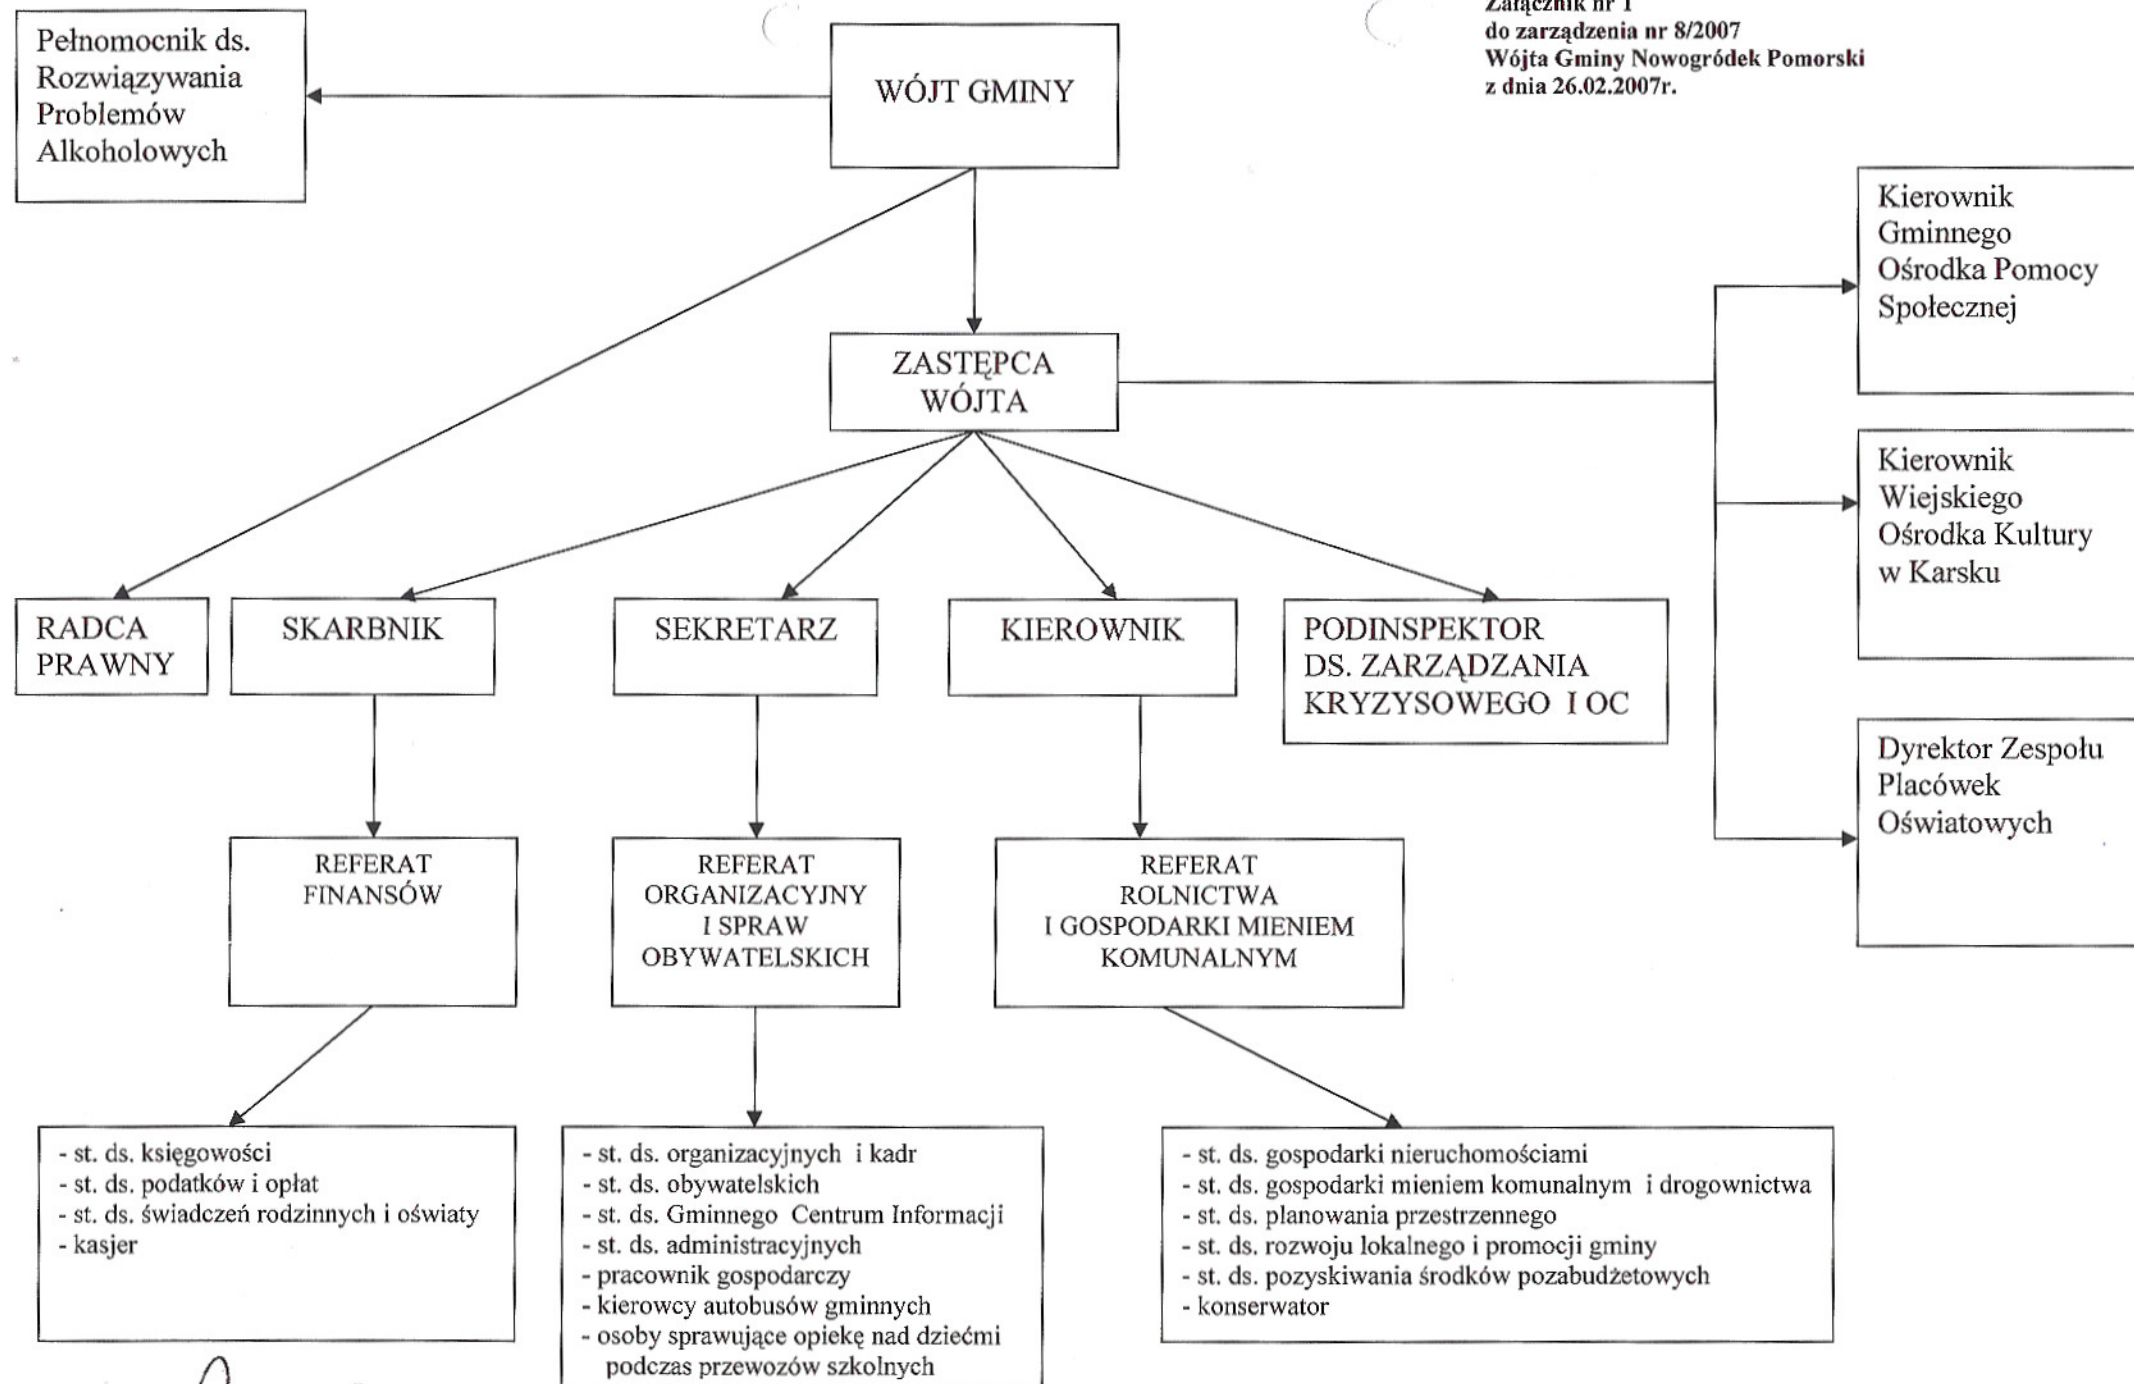 Załącznik nr 1
do zarządzenia nr 8/2007
Wójta Gminy Nowogródek Pomorski
z dnia 26.02.2007r.
Pełnomocnik ds.
Rozwiązywania
Problemów
Alkoholowych
WÓJT GMINY
Kierownik
Gminnego
Ośrodka Pomocy
Społecznej
ZASTĘPCA
WÓJTA
Kierownik
Wiejskiego
Ośrodka Kultury
w Karsku
RADCA
PRAWNY
SKARBNIK
SEKRETARZ
KIEROWNIK
PODINSPEKTOR
DS. ZARZĄDZANIA
KRYZYSOWEGO I OC
Dyrektor Zespołu
Placówek
Oświatowych
REFERAT
FINANSÓW
REFERAT
ORGANIZACYJNY
I SPRAW
OBYWATELSKICH
REFERAT
ROLNICTWA
I GOSPODARKI MIENIEM
KOMUNALNYM
- st. ds. księgowości
- st. ds. podatków i opłat
- st. ds. świadczeń rodzinnych i oświaty
- kasjer
- st. ds. organizacyjnych i kadr
- st. ds. obywatelskich
- st. ds. Gminnego Centrum Informacji
- st. ds. administracyjnych
- pracownik gospodarczy
- kierowcy autobusów gminnych
- osoby sprawujące opiekę nad dziećmi
podczas przewozów szkolnych
- st. ds. gospodarki nieruchomościami
- st. ds. gospodarki mieniem komunalnym i drogownictwa
- st. ds. planowania przestrzennego
- st. ds. rozwoju lokalnego i promocji gminy
- st. ds. pozyskiwania środków pozabudżetowych
- konserwator